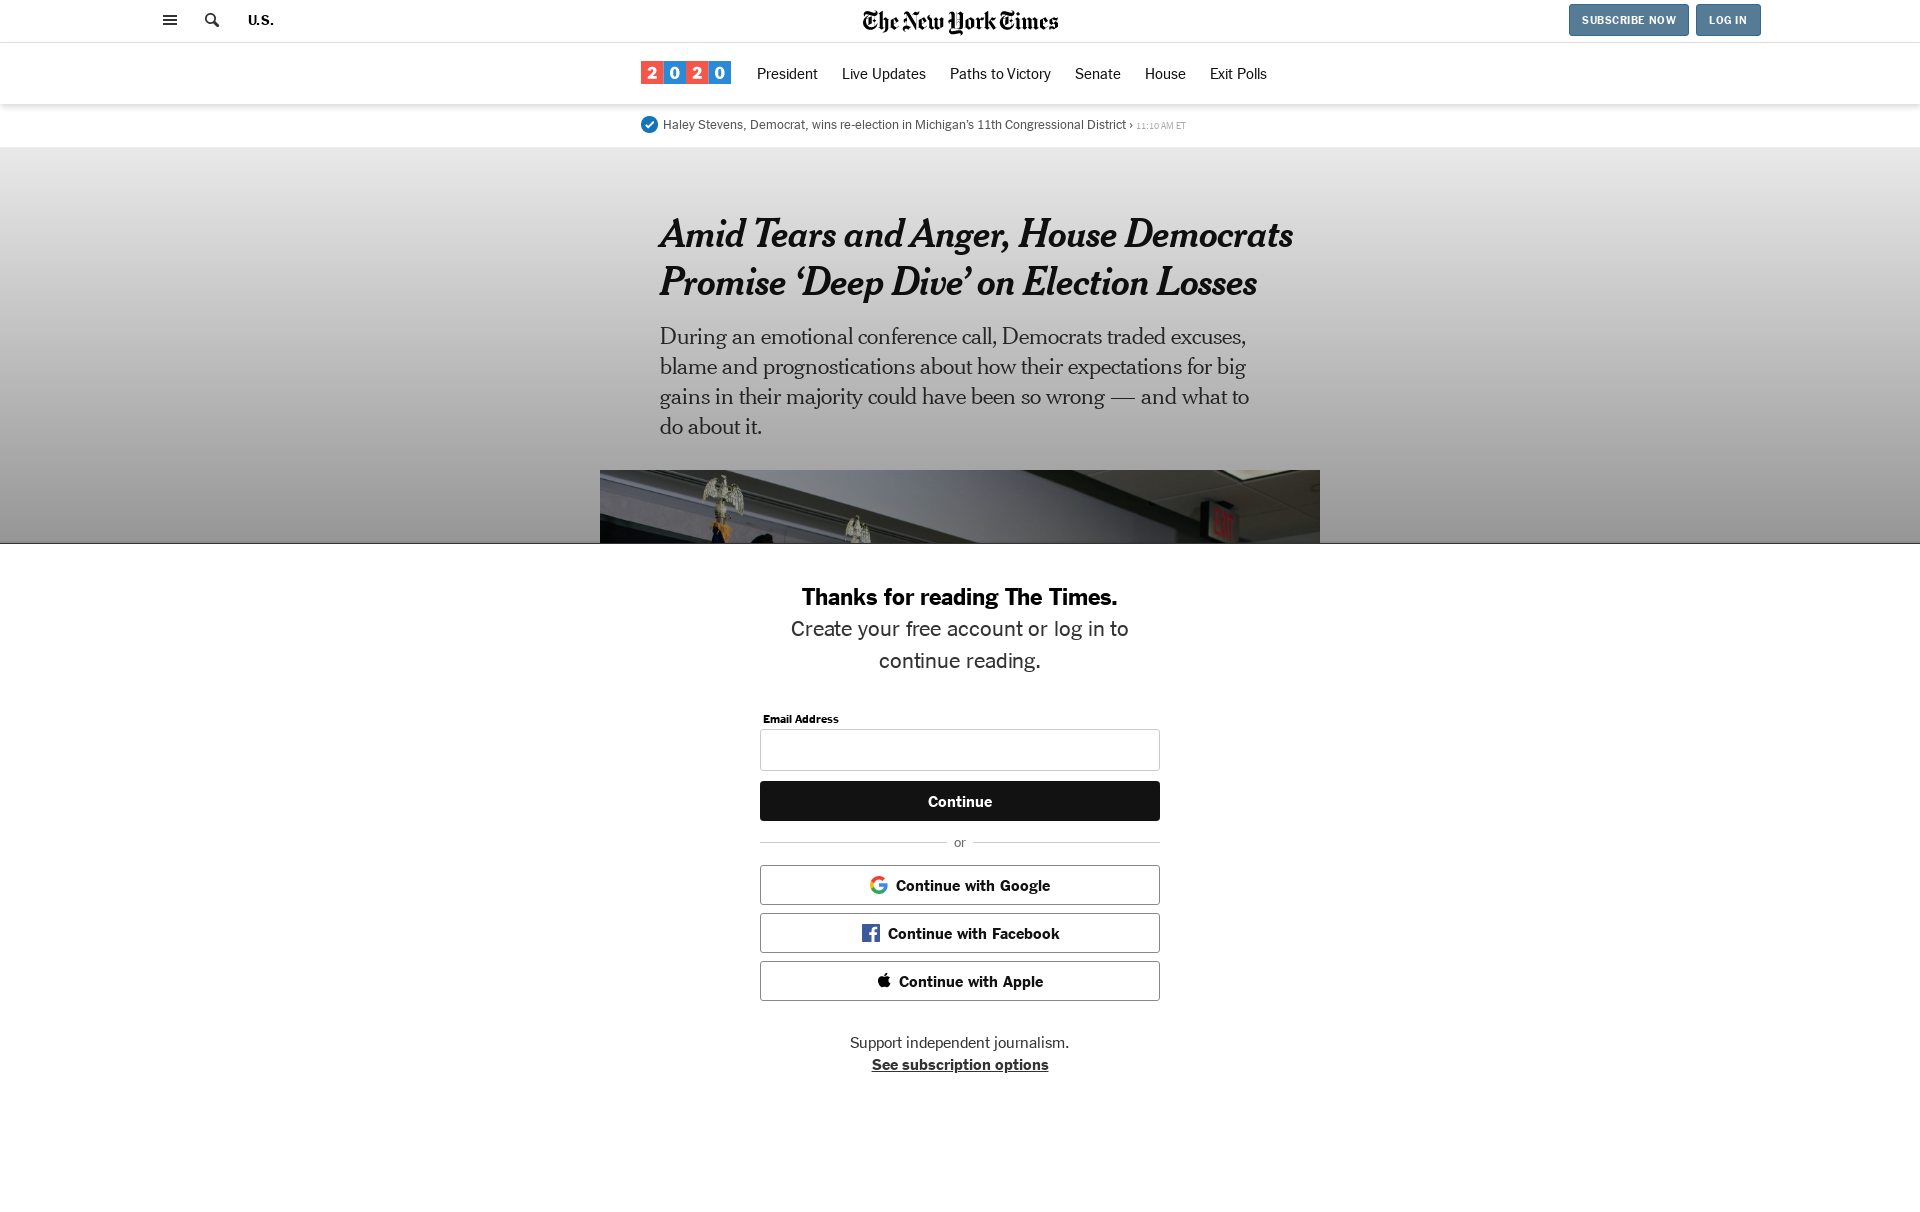 U.S.
The New York Times
SUBSCRIBE NOW
LOG IN
2020
President
Live Updates
Paths to Victory
Senate
House
Exit Polls
Haley Stevens, Democrat, wins re-election in Michigan’s 11th Congressional District › 11:10 AM ET
Amid Tears and Anger, House Democrats
Promise ‘Deep Dive’ on Election Losses
During an emotional conference call, Democrats traded excuses,
blame and prognostications about how their expectations for big
gains in their majority could have been so wrong — and what to
do about it.
EXIT
Thanks for reading The Times.
Create your free account or log in to
continue reading.
Email Address
Continue
or
Continue with Google
Continue with Facebook
Continue with Apple
Support independent journalism.
See subscription options